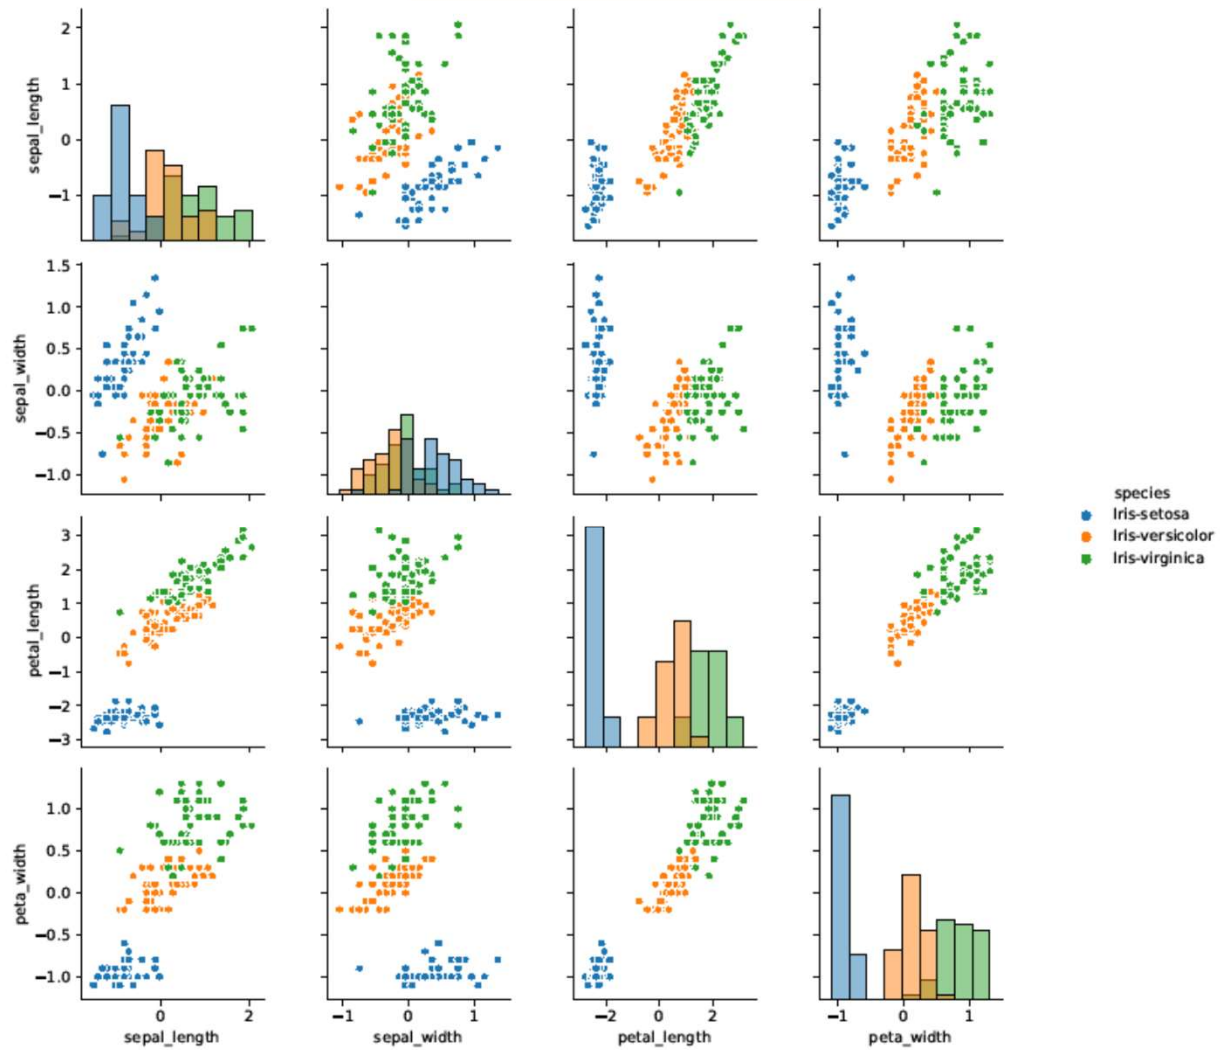 2
1
0
−1
sepal_length
1.5
1.0
0.5
0.0
−0.5
−1.0
sepal_width
species
Iris-setosa
Iris-versicolor
Iris-virginica
3
2
1
0
−1
−2
−3
petal_length
1.0
0.5
0.0
−0.5
−1.0
peta_width
0 2
−1 0 1
−2 0 2
−1 0 1
sepal_length
sepal_width
petal_length
peta_width